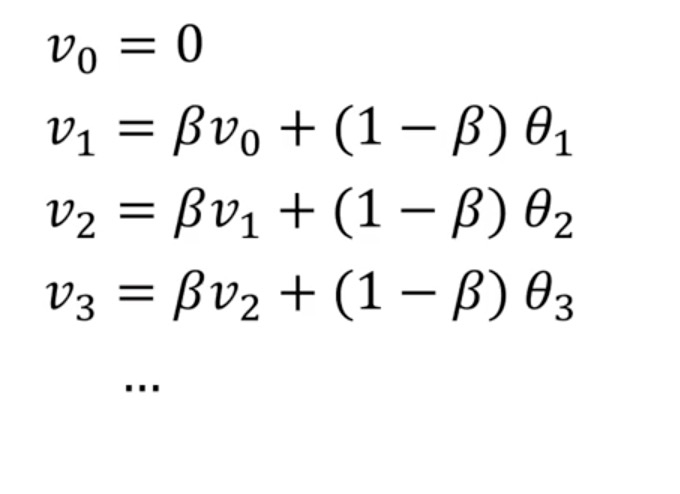 v₀ = 0
v₁ = βv₀ + (1 − β) θ₁
v₂ = βv₁ + (1 − β) θ₂
v₃ = βv₂ + (1 − β) θ₃
...